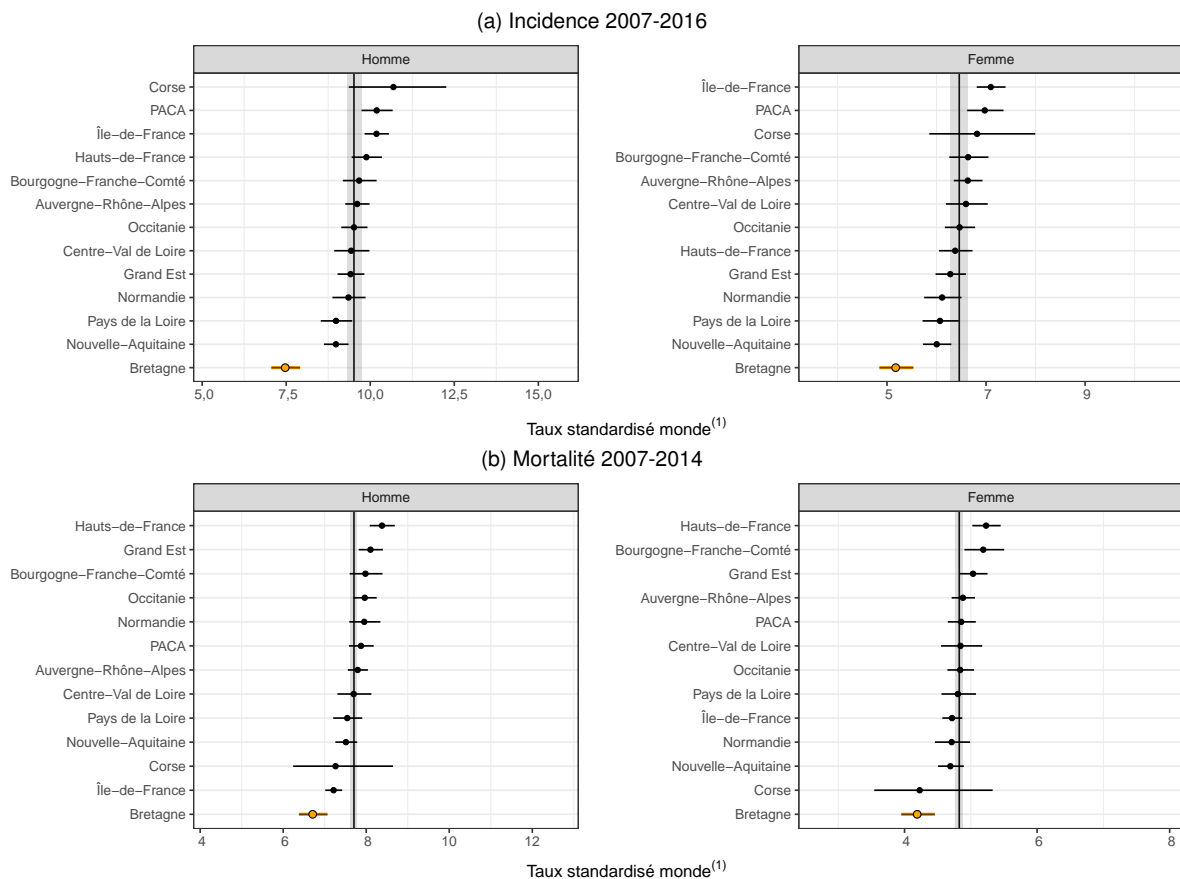 (a) Incidence 2007-2016
Homme
Corse
PACA
Île−de−France
Hauts−de−France
Bourgogne−Franche−Comté
Auvergne−Rhône−Alpes
Occitanie
Centre−Val de Loire
Grand Est
Normandie
Pays de la Loire
Nouvelle−Aquitaine
Bretagne
5,0 7,5 10,0 12,5 15,0
Femme
Île−de−France
PACA
Corse
Bourgogne−Franche−Comté
Auvergne−Rhône−Alpes
Centre−Val de Loire
Occitanie
Hauts−de−France
Grand Est
Normandie
Pays de la Loire
Nouvelle−Aquitaine
Bretagne
5 7 9
Taux standardisé monde(1)
(b) Mortalité 2007-2014
Homme
Hauts−de−France
Grand Est
Bourgogne−Franche−Comté
Occitanie
Normandie
PACA
Auvergne−Rhône−Alpes
Centre−Val de Loire
Pays de la Loire
Nouvelle−Aquitaine
Corse
Île−de−France
Bretagne
4 6 8 10 12
Femme
Hauts−de−France
Bourgogne−Franche−Comté
Grand Est
Auvergne−Rhône−Alpes
PACA
Centre−Val de Loire
Occitanie
Pays de la Loire
Île−de−France
Normandie
Nouvelle−Aquitaine
Corse
Bretagne
4 6 8
Taux standardisé monde(1)